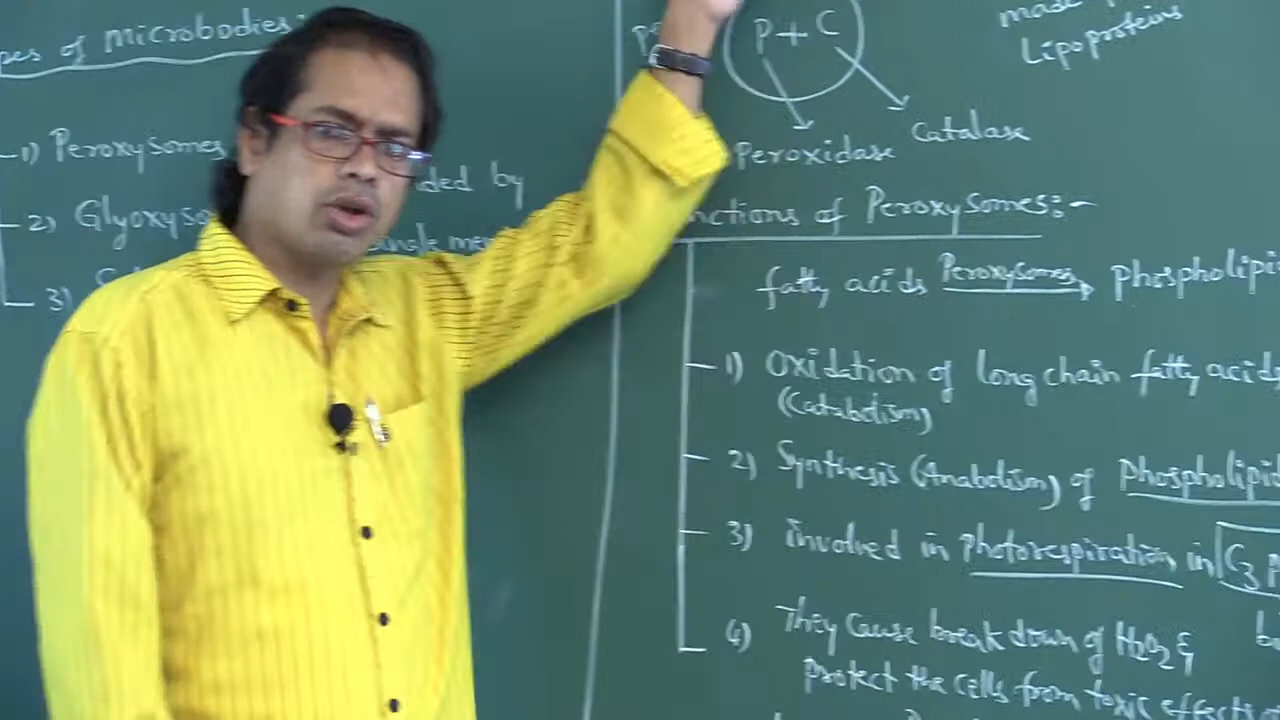 pes of microbodies:
1) Peroxysomes
2) Glyoxyso
3)
ded by
P + C
made
Lipoproteins
Peroxidase
Catalase
nctions of Peroxysomes:-
fatty acids Peroxysomes phospholipi
1) Oxidation of long chain fatty acids
(Catabolism)
2) Synthesis (Anabolism) of Phospholipid
3) involved in photorespiration in C3 p
4) They cause break down of H2O2 &
protect the cells from toxic effects o